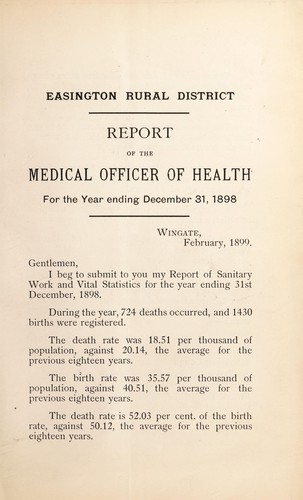 EASINGTON RURAL DISTRICT
REPORT
OF THE
MEDICAL OFFICER OF HEALTH
For the Year ending December 31, 1898
WINGATE,
February, 1899.
Gentlemen,
I beg to submit to you my Report of Sanitary
Work and Vital Statistics for the year ending 31st
December, 1898.
During the year, 724 deaths occurred, and 1430
births were registered.
The death rate was 18.51 per thousand of
population, against 20.14, the average for the
previous eighteen years.
The birth rate was 35.57 per thousand of
population, against 40.51, the average for the
previous eighteen years.
The death rate is 52.03 per cent. of the birth
rate, against 50.12, the average for the previous
eighteen years.